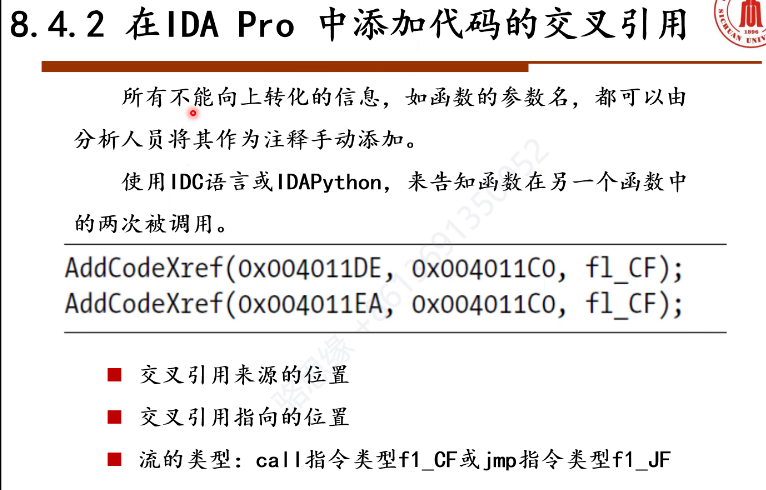 8.4.2 在IDA Pro 中添加代码的交叉引用
SICHUAN UNIV
1896
所有不能向上转化的信息，如函数的参数名，都可以由
分析人员将其作为注释手动添加。
使用IDC语言或IDAPython，来告知函数在另一个函数中
的两次被调用。
AddCodeXref(0x004011DE, 0x004011C0, fl_CF);
AddCodeXref(0x004011EA, 0x004011C0, fl_CF);
交叉引用来源的位置
交叉引用指向的位置
流的类型：call指令类型f1_CF或jmp指令类型f1_JF